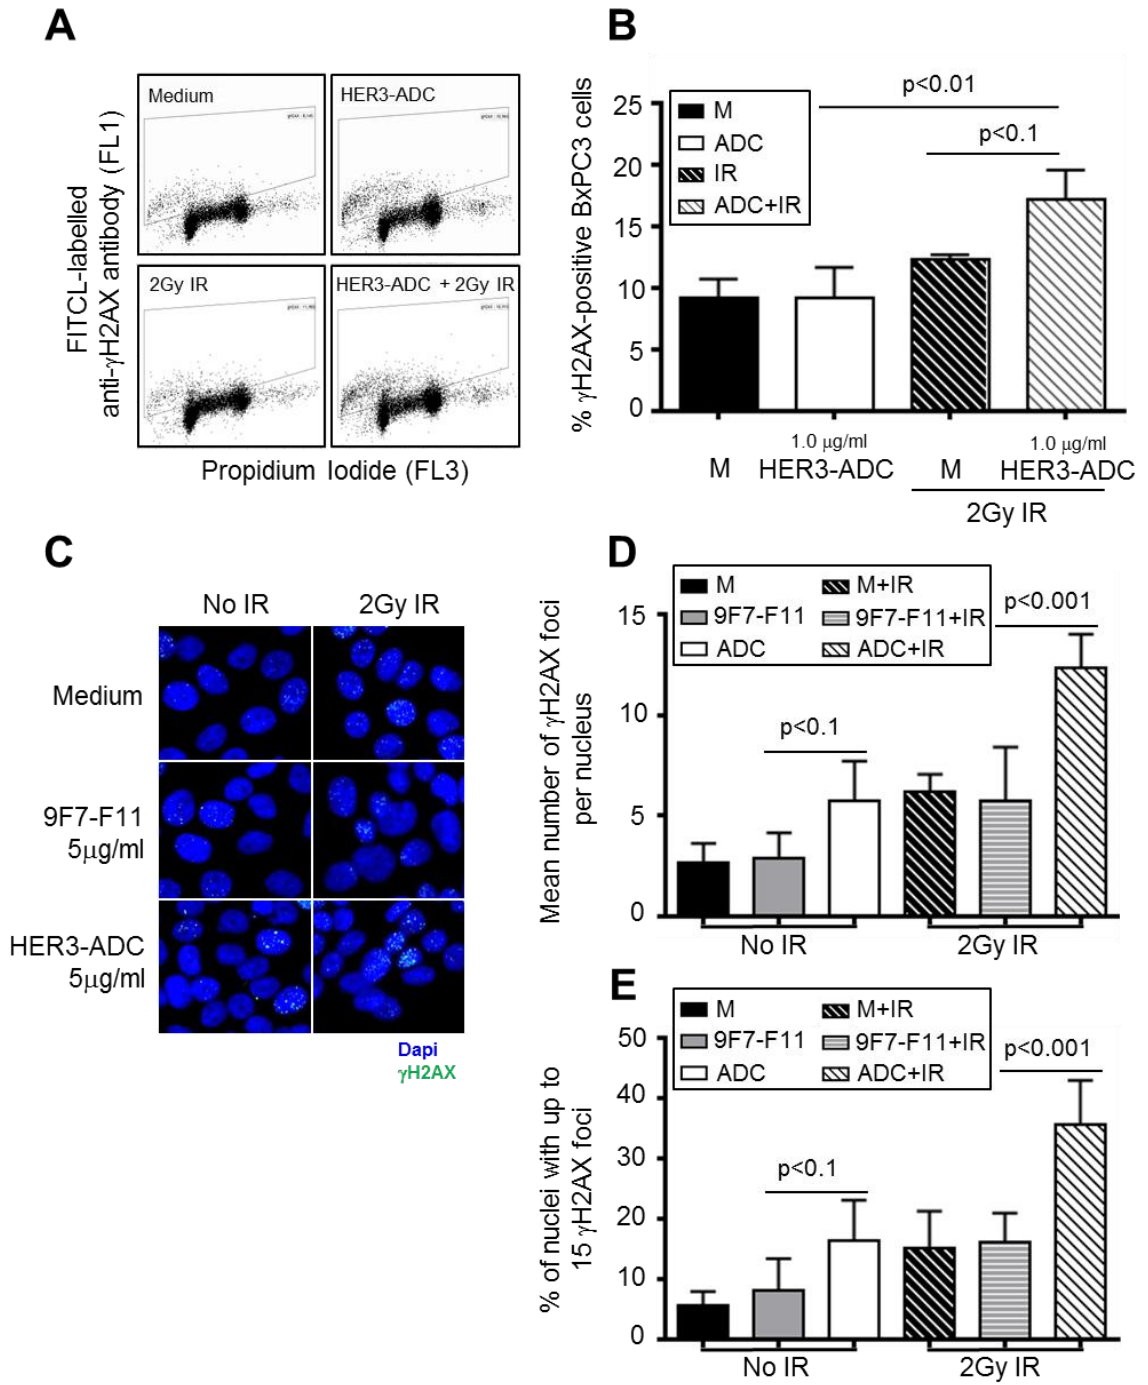 A
Medium
HER3-ADC
2Gy IR
HER3-ADC + 2Gy IR
FITCL-labelled
anti-γH2AX antibody (FL1)
Propidium Iodide (FL3)
B
% γH2AX-positive BxPC3 cells
25
20
15
10
5
0
M
ADC
IR
ADC+IR
p<0.01
p<0.1
1.0 μg/ml
1.0 μg/ml
M
HER3-ADC
M
HER3-ADC
2Gy IR
C
No IR
2Gy IR
Medium
9F7-F11
5μg/ml
HER3-ADC
5μg/ml
Dapi
γH2AX
D
Mean number of γH2AX foci
per nucleus
15
10
5
0
M
M+IR
9F7-F11
9F7-F11+IR
ADC
ADC+IR
p<0.1
p<0.001
No IR
2Gy IR
E
% of nuclei with up to
15 γH2AX foci
50
40
30
20
10
0
M
M+IR
9F7-F11
9F7-F11+IR
ADC
ADC+IR
p<0.1
p<0.001
No IR
2Gy IR